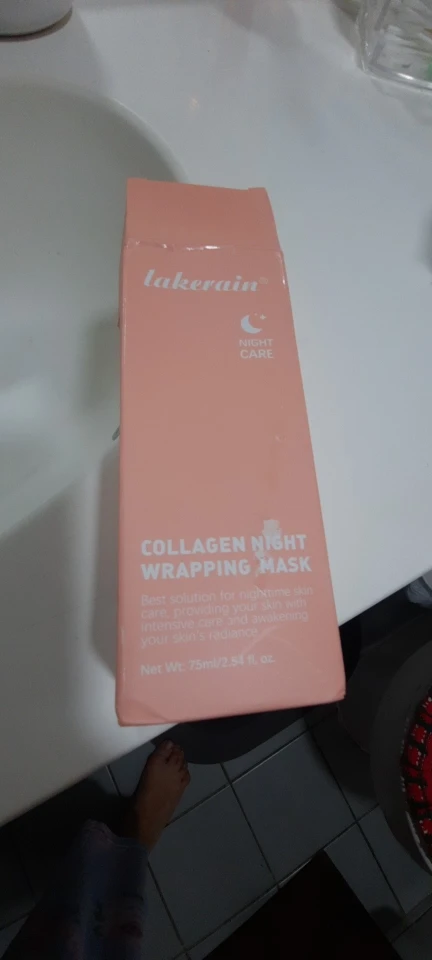 lakerain
NIGHT
CARE
COLLAGEN NIGHT
WRAPPING MASK
Best solution for nighttime skin
care, providing your skin with
intensive care and awakening
your skin's radiance.
Net Wt: 75ml/2.54 fl. oz.